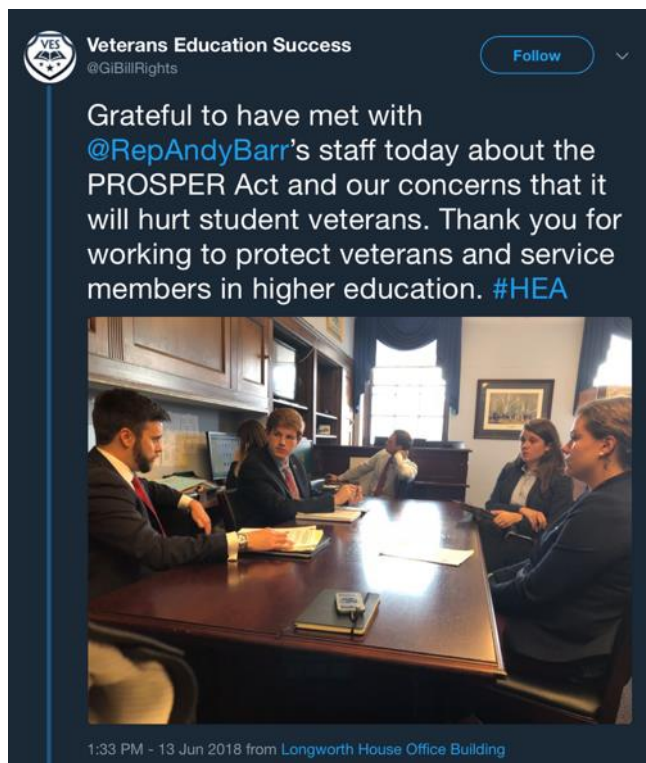 VES
Veterans Education Success
@GiBillRights
Follow
Grateful to have met with
@RepAndyBarr's staff today about the
PROSPER Act and our concerns that it
will hurt student veterans. Thank you for
working to protect veterans and service
members in higher education. #HEA
1:33 PM - 13 Jun 2018 from Longworth House Office Building